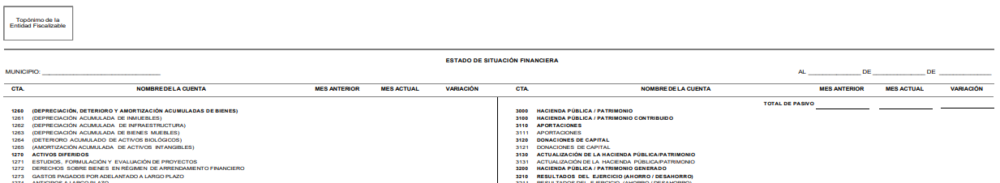 Topónimo de la
Entidad Fiscalizable
ESTADO DE SITUACIÓN FINANCIERA
MUNICIPIO: ______________ AL ______________ DE ______________ DE ______________
CTA. NOMBRE DE LA CUENTA MES ANTERIOR MES ACTUAL VARIACIÓN CTA. NOMBRE DE LA CUENTA MES ANTERIOR MES ACTUAL VARIACIÓN
TOTAL DE PASIVO
1260 (DEPRECIACIÓN, DETERIORO Y AMORTIZACIÓN ACUMULADAS DE BIENES)
1261 (DEPRECIACIÓN ACUMULADA DE INMUEBLES)
1262 (DEPRECIACIÓN ACUMULADA DE INFRAESTRUCTURA)
1263 (DEPRECIACIÓN ACUMULADA DE BIENES MUEBLES)
1264 (DETERIORO ACUMULADO DE ACTIVOS BIOLÓGICOS)
1265 (AMORTIZACIÓN ACUMULADA DE ACTIVOS INTANGIBLES)
1270 ACTIVOS DIFERIDOS
1271 ESTUDIOS, FORMULACIÓN Y EVALUACIÓN DE PROYECTOS
1272 DERECHOS SOBRE BIENES EN RÉGIMEN DE ARRENDAMIENTO FINANCIERO
1273 GASTOS PAGADOS POR ADELANTADO A LARGO PLAZO
1274 ANTICIPOS A LARGO PLAZO
3000 HACIENDA PÚBLICA / PATRIMONIO
3100 HACIENDA PÚBLICA / PATRIMONIO CONTRIBUIDO
3110 APORTACIONES
3111 APORTACIONES
3120 DONACIONES DE CAPITAL
3121 DONACIONES DE CAPITAL
3130 ACTUALIZACIÓN DE LA HACIENDA PÚBLICA/PATRIMONIO
3131 ACTUALIZACIÓN DE LA HACIENDA PÚBLICA/PATRIMONIO
3200 HACIENDA PÚBLICA / PATRIMONIO GENERADO
3210 RESULTADOS DEL EJERCICIO (AHORRO / DESAHORRO)
3211 RESULTADOS DEL EJERCICIO (AHORRO / DESAHORRO)